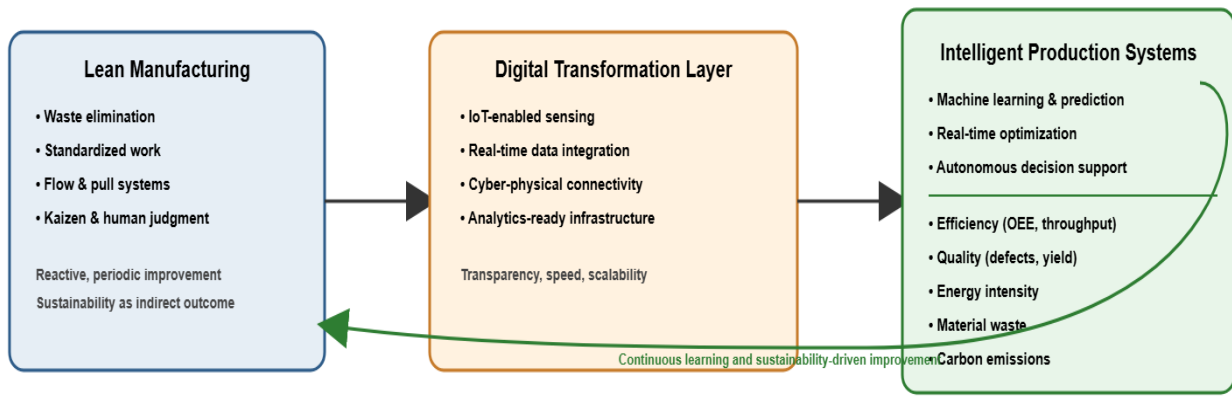 Lean Manufacturing
• Waste elimination
• Standardized work
• Flow & pull systems
• Kaizen & human judgment
Reactive, periodic improvement
Sustainability as indirect outcome
Digital Transformation Layer
• IoT-enabled sensing
• Real-time data integration
• Cyber-physical connectivity
• Analytics-ready infrastructure
Transparency, speed, scalability
Intelligent Production Systems
• Machine learning & prediction
• Real-time optimization
• Autonomous decision support
• Efficiency (OEE, throughput)
• Quality (defects, yield)
• Energy intensity
• Material waste
• Carbon emissions
Continuous learning and sustainability-driven improvement